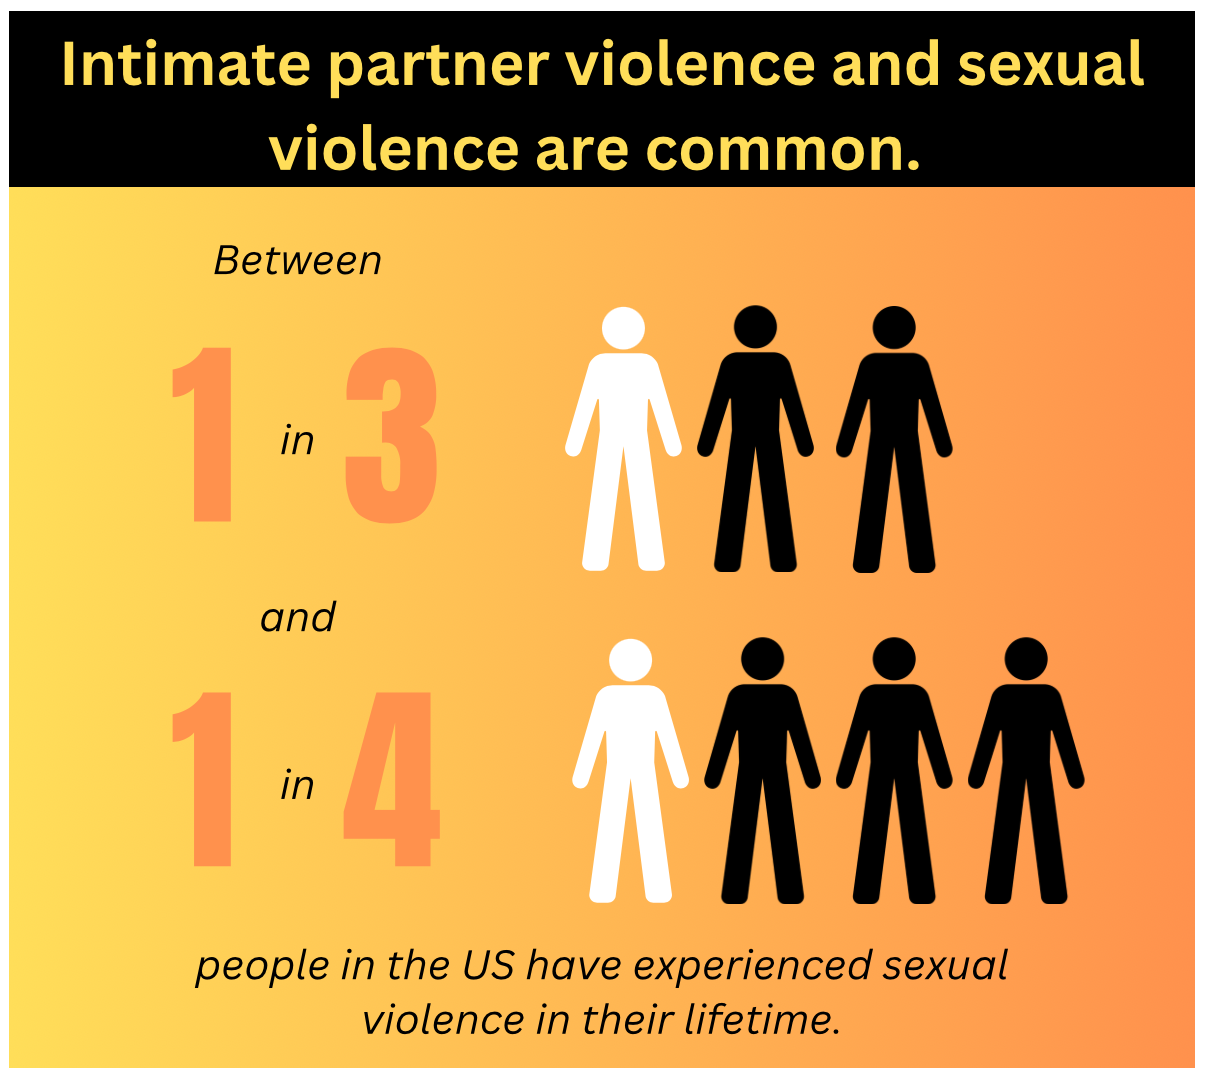 Intimate partner violence and sexual
violence are common.
Between
1 in 3
and
1 in 4
people in the US have experienced sexual
violence in their lifetime.